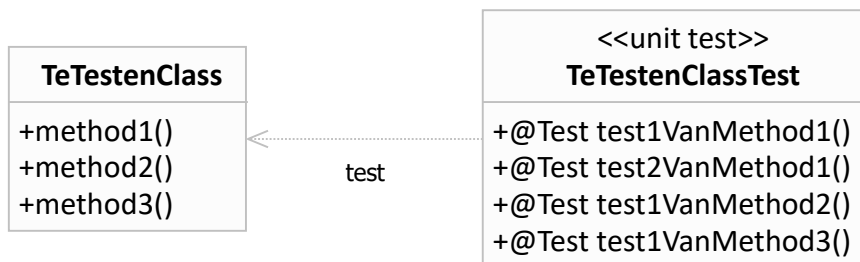 TeTestenClass
+method1()
+method2()
+method3()
test
<<unit test>>
TeTestenClassTest
+@Test test1VanMethod1()
+@Test test2VanMethod1()
+@Test test1VanMethod2()
+@Test test1VanMethod3()